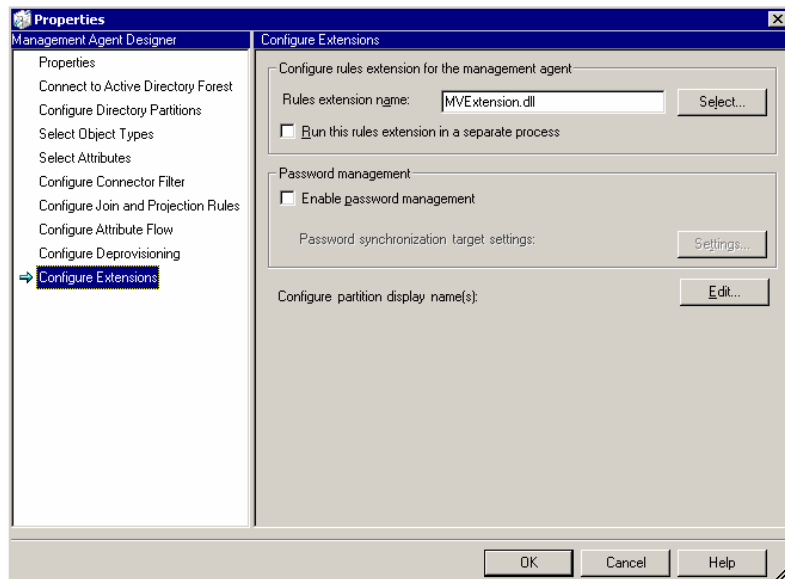 Properties
Management Agent Designer
Configure Extensions
Properties
Connect to Active Directory Forest
Configure Directory Partitions
Select Object Types
Select Attributes
Configure Connector Filter
Configure Join and Projection Rules
Configure Attribute Flow
Configure Deprovisioning
Configure Extensions
Configure rules extension for the management agent
Rules extension name: MVExtension.dll Select...
Run this rules extension in a separate process
Password management
Enable password management
Password synchronization target settings: Settings...
Configure partition display name(s): Edit...
OK Cancel Help